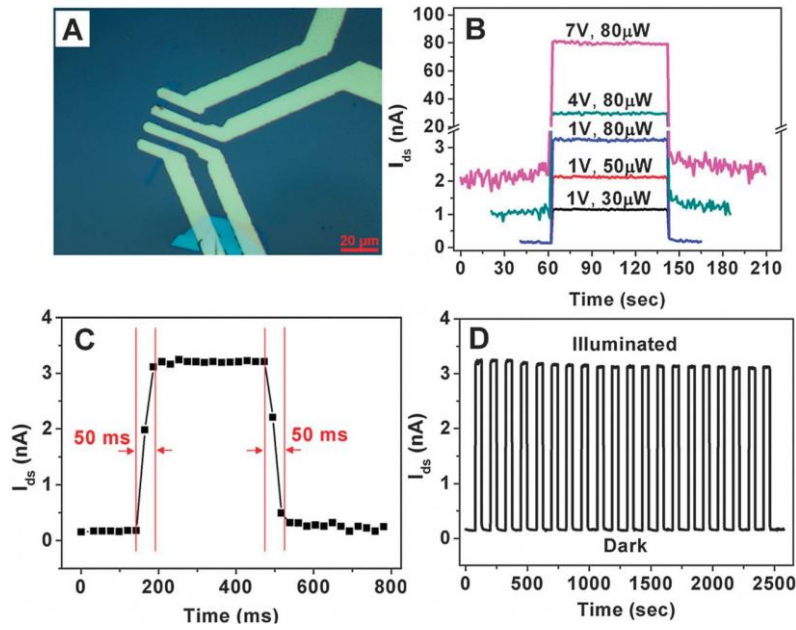 A
20 μm
B
7V, 80μW
4V, 80μW
1V, 80μW
1V, 50μW
1V, 30μW
I_ds (nA)
100
80
60
40
20
3
2
1
0
0 30 60 90 120 150 180 210
Time (sec)
C
50 ms
50 ms
I_ds (nA)
4
3
2
1
0
0 200 400 600 800
Time (ms)
D
Illuminated
Dark
I_ds (nA)
4
3
2
1
0
0 500 1000 1500 2000 2500
Time (sec)